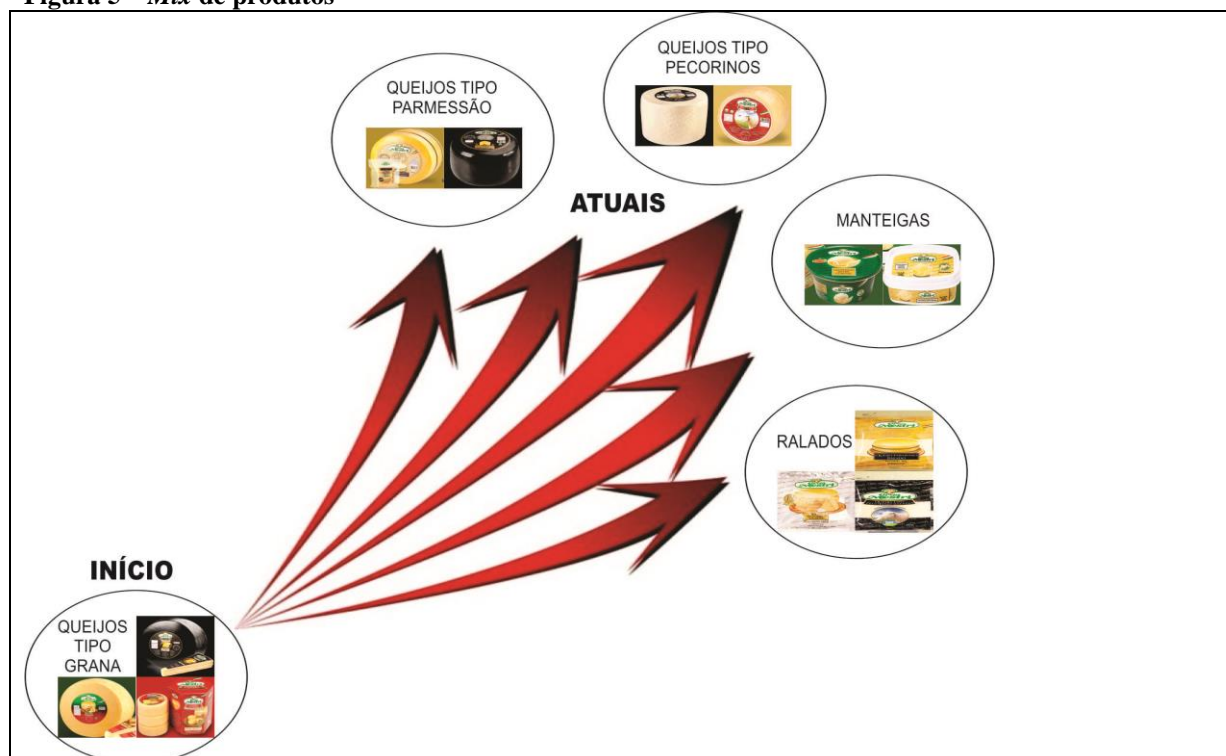 Figura 5 – Mix de produtos
QUEIJOS TIPO
PARMESSÃO
QUEIJOS TIPO
PECORINOS
ATUAIS
MANTEIGAS
RALADOS
INÍCIO
QUEIJOS
TIPO
GRANA